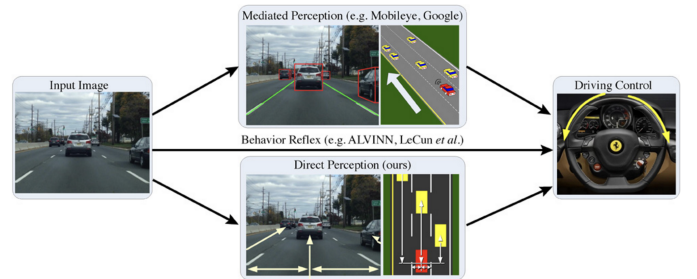 Mediated Perception (e.g. Mobileye, Google)
Input Image
Driving Control
Behavior Reflex (e.g. ALVINN, LeCun et al.)
Direct Perception (ours)